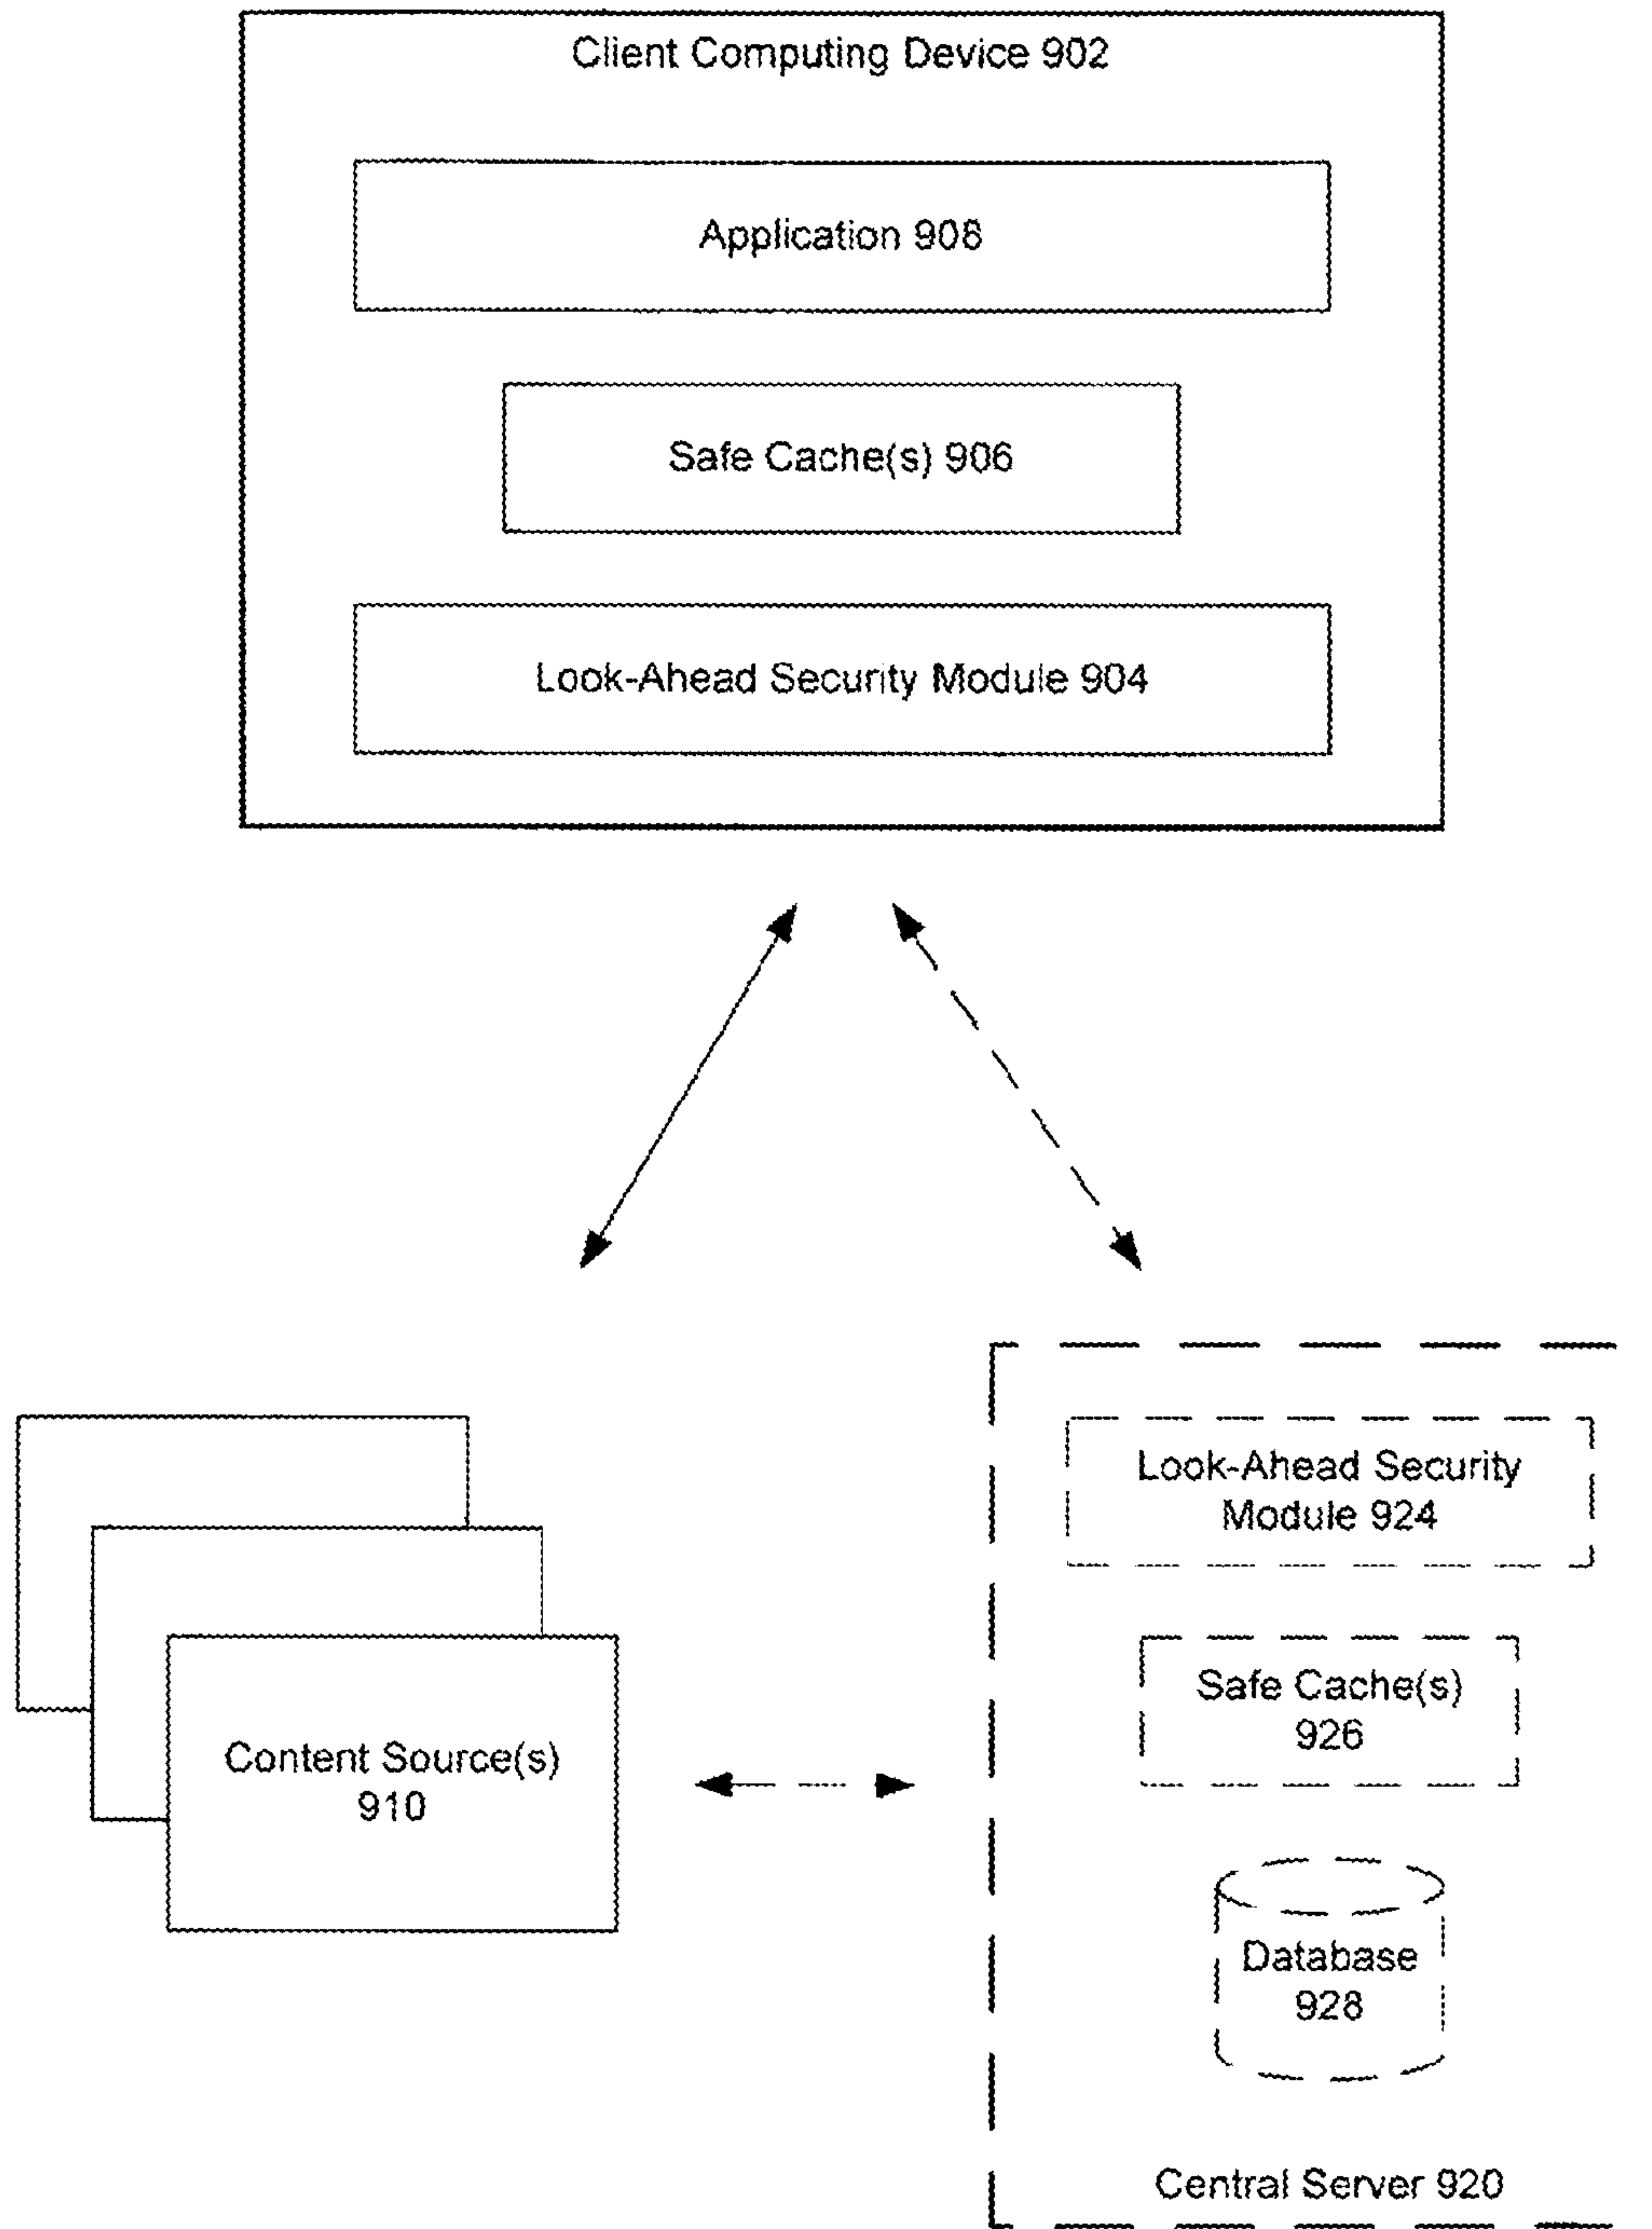 Client Computing Device 902
Application 908
Safe Cache(s) 906
Look-Ahead Security Module 904
Look-Ahead Security
Module 924
Safe Cache(s)
926
Content Source(s)
910
Database
928
Central Server 920